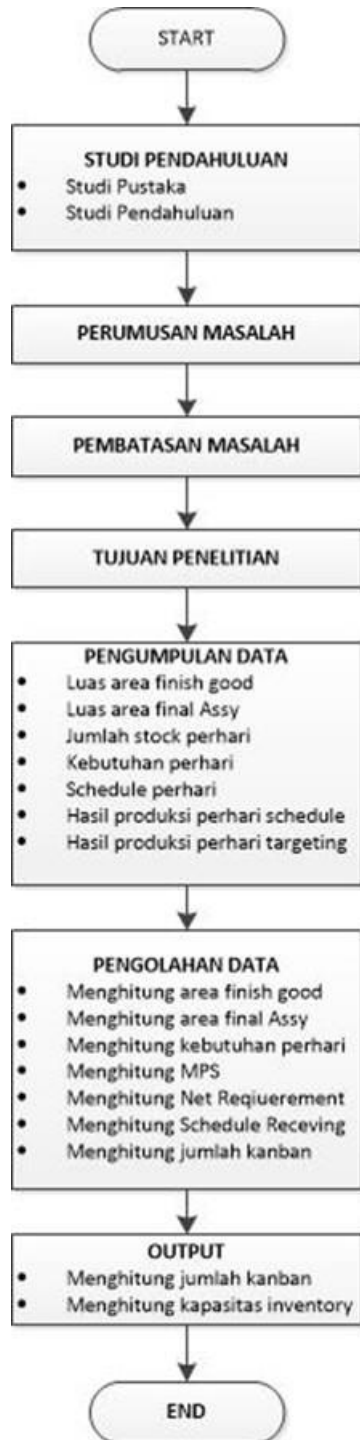 START
STUDI PENDAHULUAN
• Studi Pustaka
• Studi Pendahuluan
PERUMUSAN MASALAH
PEMBATASAN MASALAH
TUJUAN PENELITIAN
PENGUMPULAN DATA
• Luas area finish good
• Luas area final Assy
• Jumlah stock perhari
• Kebutuhan perhari
• Schedule perhari
• Hasil produksi perhari schedule
• Hasil produksi perhari targeting
PENGOLAHAN DATA
• Menghitung area finish good
• Menghitung area final Assy
• Menghitung kebutuhan perhari
• Menghitung MPS
• Menghitung Net Reqiuerement
• Menghitung Schedule Receving
• Menghitung jumlah kanban
OUTPUT
• Menghitung jumlah kanban
• Menghitung kapasitas inventory
END